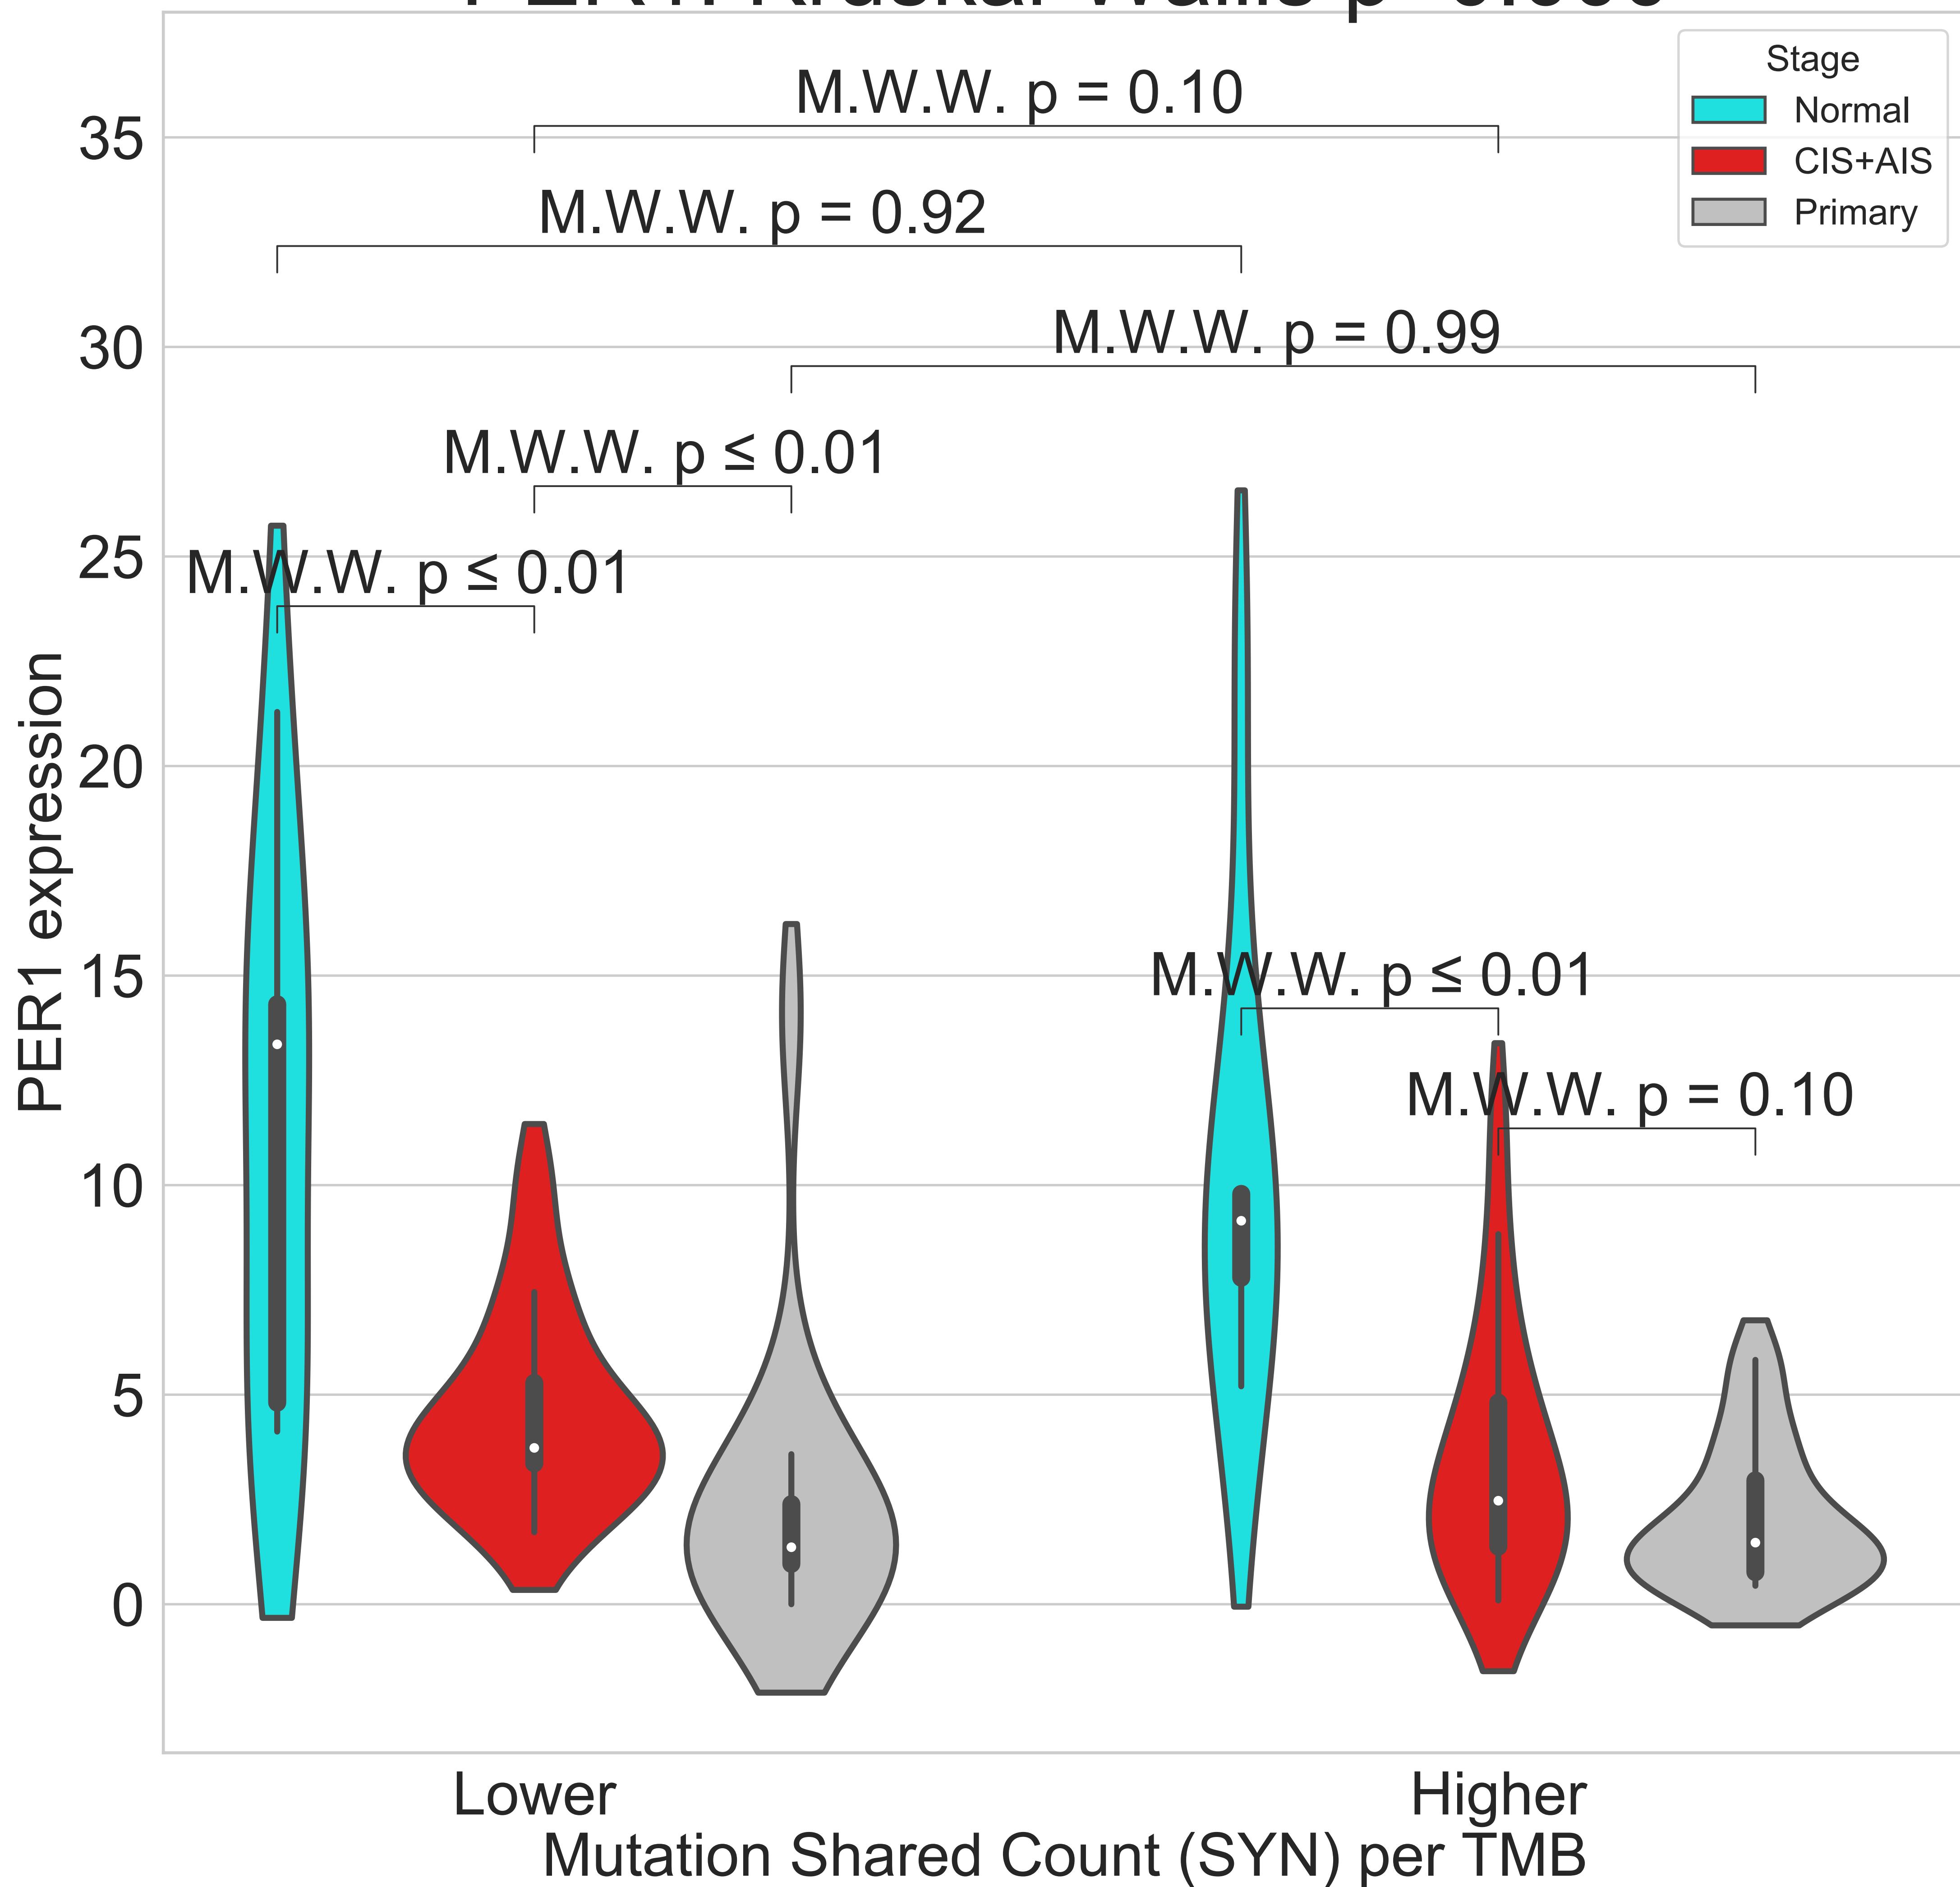 M.W.W. p = 0.10
M.W.W. p = 0.92
M.W.W. p = 0.99
M.W.W. p ≤ 0.01
M.W.W. p ≤ 0.01
M.W.W. p ≤ 0.01
M.W.W. p = 0.10
Stage
Normal
CIS+AIS
Primary
PER1 expression
35
30
25
20
15
10
5
0
Lower
Higher
Mutation Shared Count (SYN) per TMB